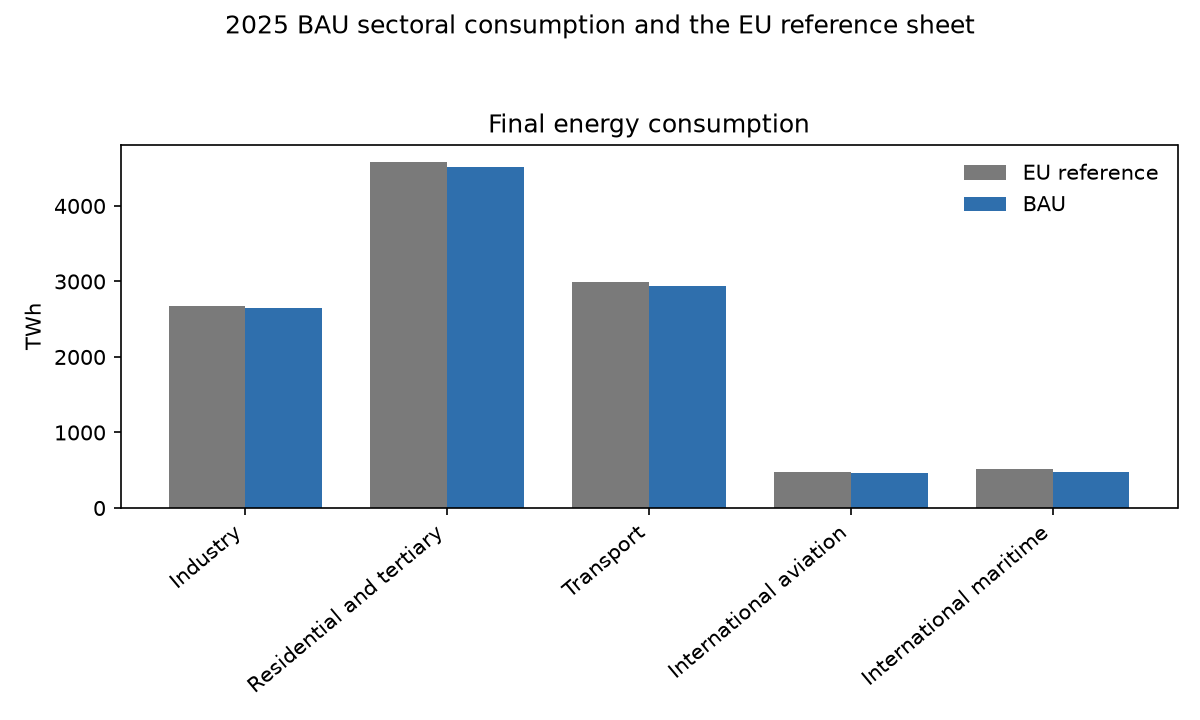 2025 BAU sectoral consumption and the EU reference sheet
Final energy consumption
EU reference
BAU
TWh
4000
3000
2000
1000
0
Industry
Residential and tertiary
Transport
International aviation
International maritime